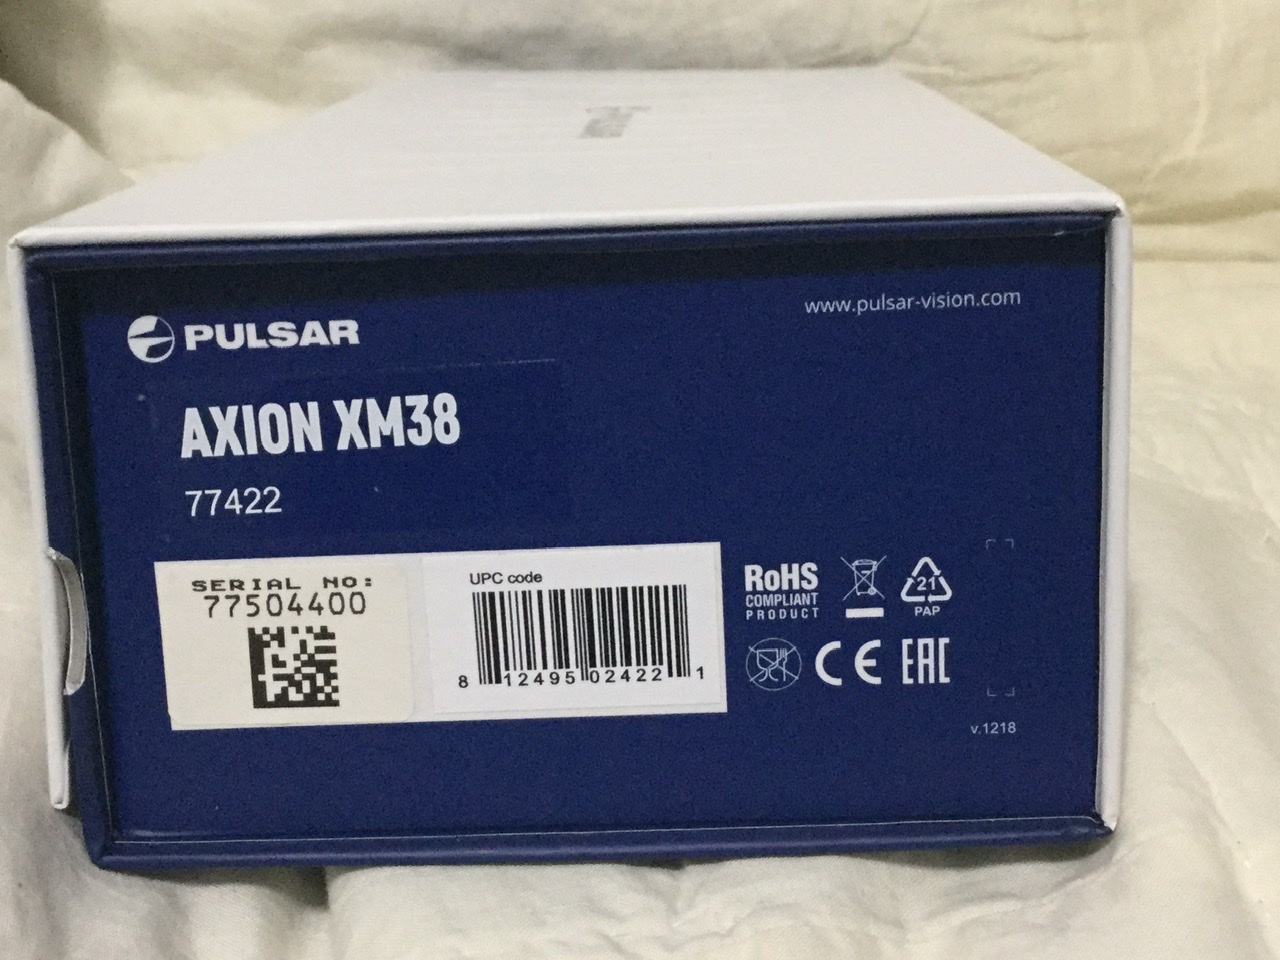 www.pulsar-vision.com
PULSAR
AXION XM38
77422
SERIAL NO:
77504400
UPC code
8 12495 02422 1
RoHS
COMPLIANT
PRODUCT
21
PAP
CE
EAC
v.1218